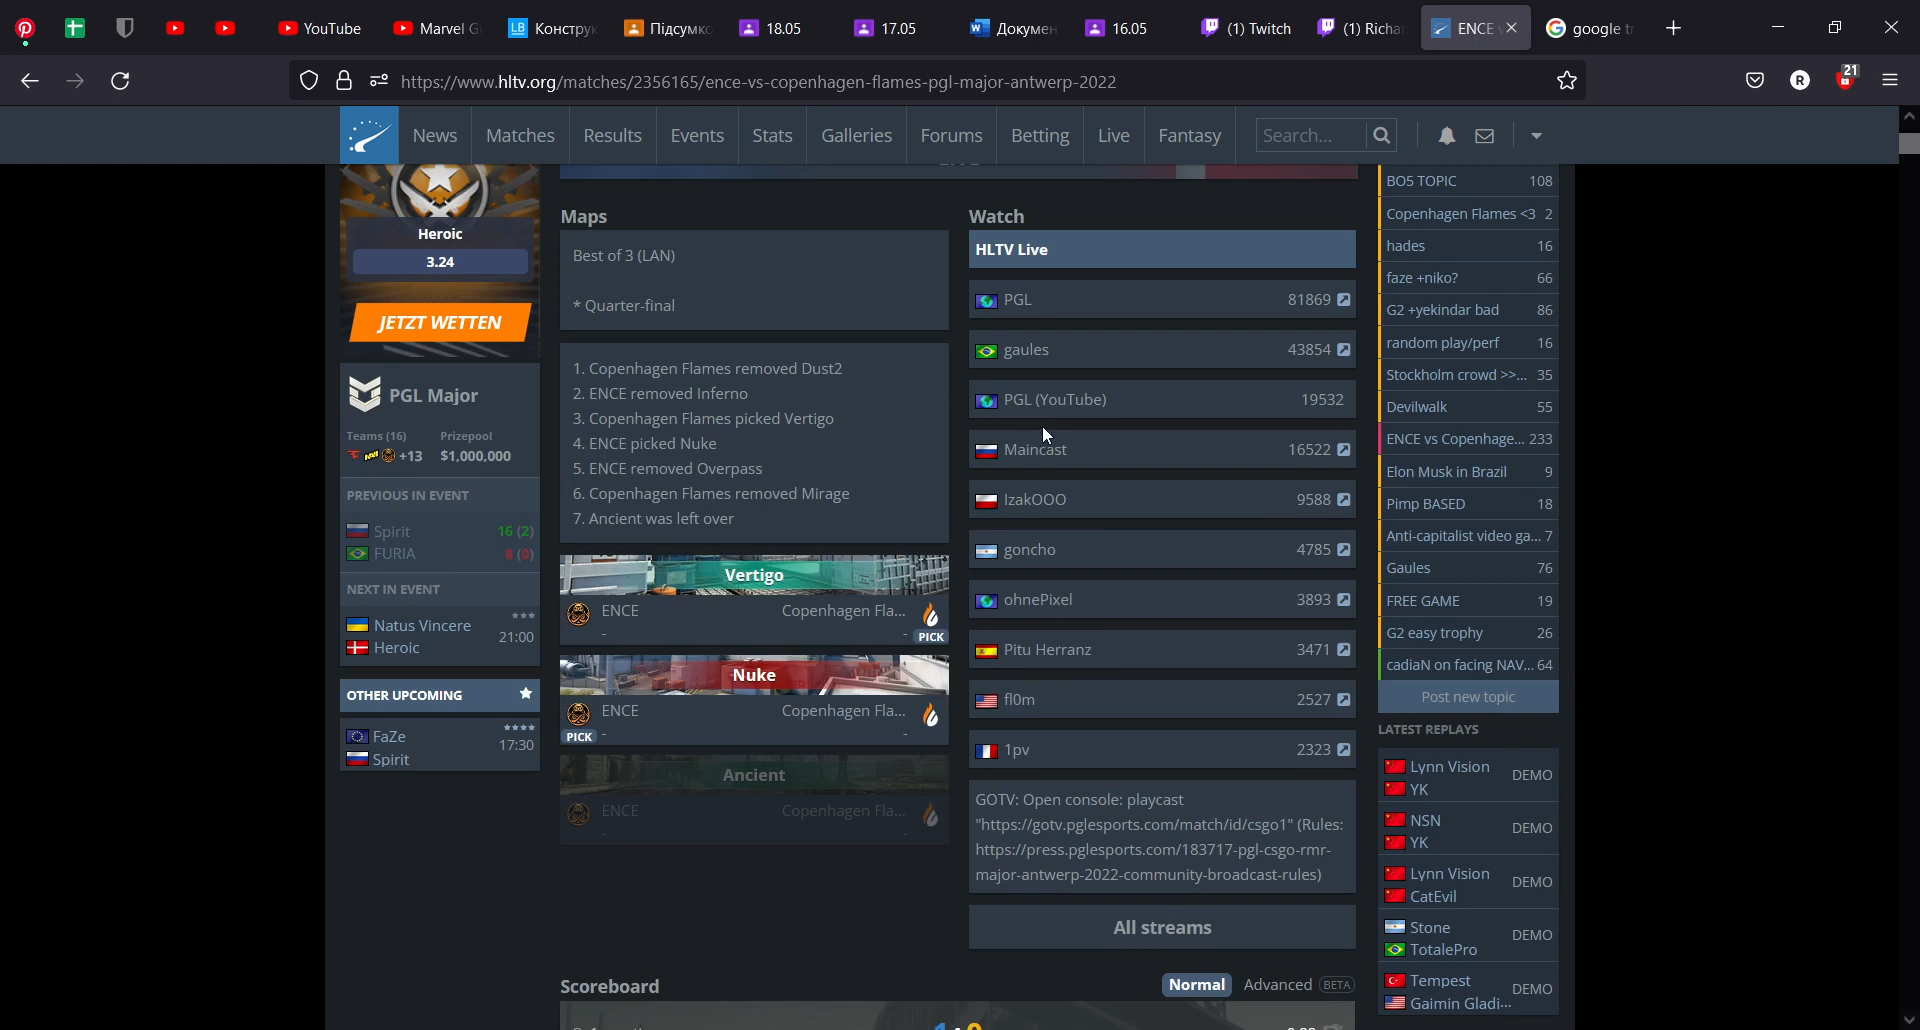 YouTube
Marvel G
Конструк
Підсумко
18.05
17.05
Докумен
16.05
(1) Twitch
(1) Richa
ENCE
google tr
https://www.hltv.org/matches/2356165/ence-vs-copenhagen-flames-pgl-major-antwerp-2022
R
21
News
Matches
Results
Events
Stats
Galleries
Forums
Betting
Live
Fantasy
Search...
Heroic
3.24
JETZT WETTEN
PGL Major
Teams (16)
Prizepool
+13
$1,000,000
PREVIOUS IN EVENT
Spirit 16 (2)
FURIA 8 (0)
NEXT IN EVENT
Natus Vincere
Heroic
21:00
OTHER UPCOMING
FaZe
Spirit
17:30
Maps
Best of 3 (LAN)
* Quarter-final
1. Copenhagen Flames removed Dust2
2. ENCE removed Inferno
3. Copenhagen Flames picked Vertigo
4. ENCE picked Nuke
5. ENCE removed Overpass
6. Copenhagen Flames removed Mirage
7. Ancient was left over
Vertigo
ENCE
Copenhagen Fla...
-
-
PICK
Nuke
ENCE
Copenhagen Fla...
PICK
-
-
Ancient
ENCE
Copenhagen Fla...
-
Watch
HLTV Live
PGL 81869
gaules 43854
PGL (YouTube) 19532
Maincast 16522
IzakOOO 9588
goncho 4785
ohnePixel 3893
Pitu Herranz 3471
fl0m 2527
1pv 2323
GOTV: Open console: playcast
"https://gotv.pglesports.com/match/id/csgo1" (Rules:
https://press.pglesports.com/183717-pgl-csgo-rmr-
major-antwerp-2022-community-broadcast-rules)
All streams
Scoreboard
Normal
Advanced
BETA
BO5 TOPIC 108
Copenhagen Flames <3 2
hades 16
faze +niko? 66
G2 +yekindar bad 86
random play/perf 16
Stockholm crowd >>... 35
Devilwalk 55
ENCE vs Copenhage... 233
Elon Musk in Brazil 9
Pimp BASED 18
Anti-capitalist video ga... 7
Gaules 76
FREE GAME 19
G2 easy trophy 26
cadiaN on facing NAV... 64
Post new topic
LATEST REPLAYS
Lynn Vision
YK
DEMO
NSN
YK
DEMO
Lynn Vision
CatEvil
DEMO
Stone
TotalePro
DEMO
Tempest
Gaimin Gladi...
DEMO